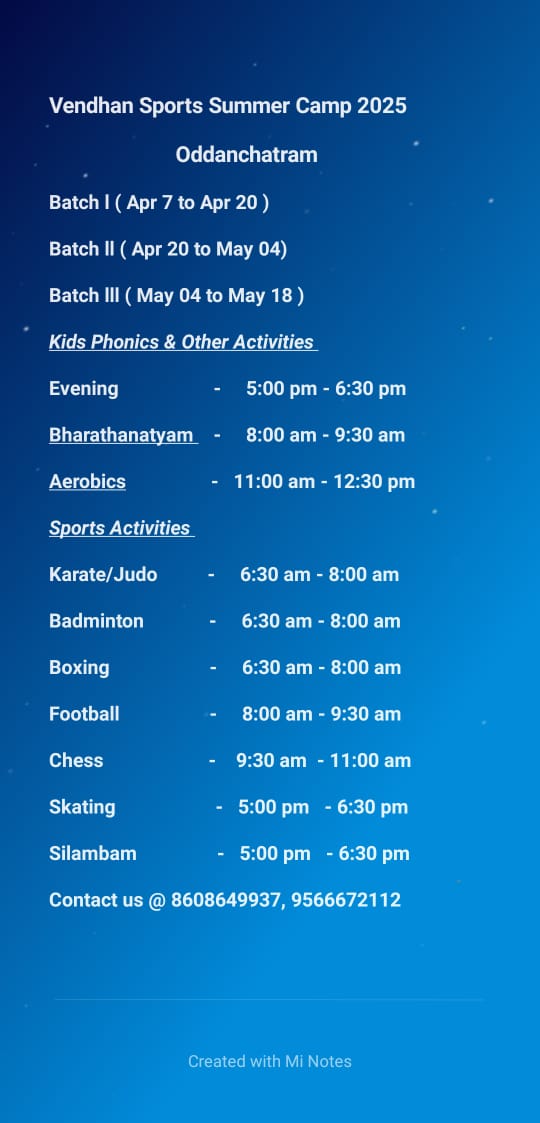 Vendhan Sports Summer Camp 2025
Oddanchatram
Batch l ( Apr 7 to Apr 20 )
Batch ll ( Apr 20 to May 04)
Batch lll ( May 04 to May 18 )
Kids Phonics & Other Activities
Evening - 5:00 pm - 6:30 pm
Bharathanatyam - 8:00 am - 9:30 am
Aerobics - 11:00 am - 12:30 pm
Sports Activities
Karate/Judo - 6:30 am - 8:00 am
Badminton - 6:30 am - 8:00 am
Boxing - 6:30 am - 8:00 am
Football - 8:00 am - 9:30 am
Chess - 9:30 am - 11:00 am
Skating - 5:00 pm - 6:30 pm
Silambam - 5:00 pm - 6:30 pm
Contact us @ 8608649937, 9566672112
Created with Mi Notes